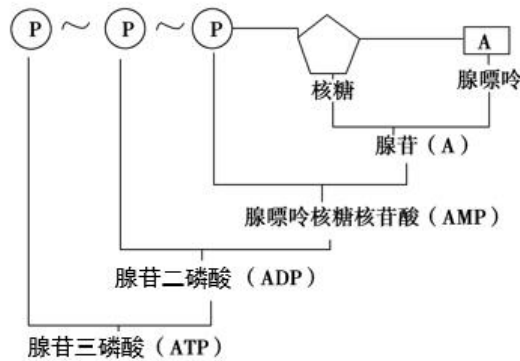 P ～ P ～ P A
核糖 腺嘌呤
腺苷（A）
腺嘌呤核糖核苷酸（AMP）
腺苷二磷酸（ADP）
腺苷三磷酸（ATP）